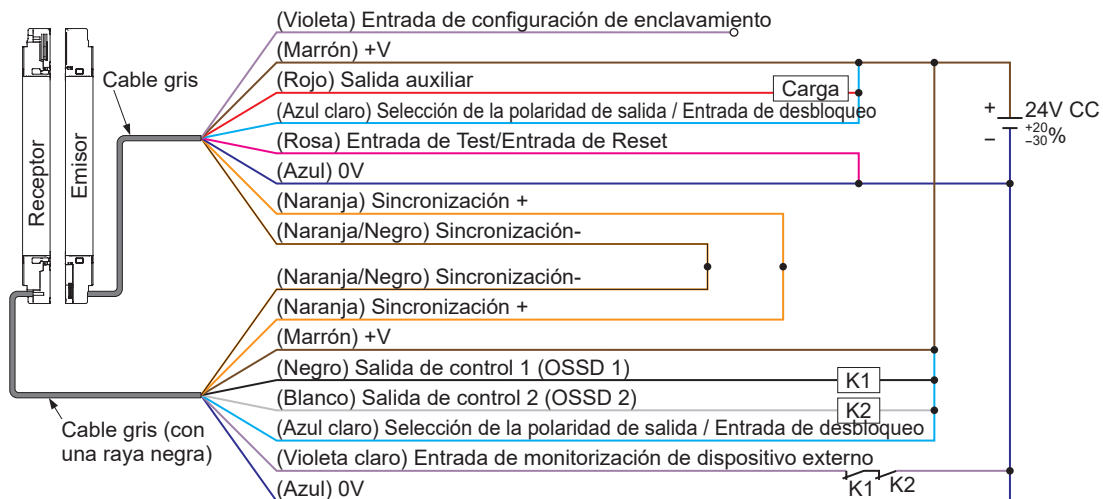 (Violeta) Entrada de configuración de enclavamiento
(Marrón) +V
Cable gris
(Rojo) Salida auxiliar
Carga
(Azul claro) Selección de la polaridad de salida / Entrada de desbloqueo
+
24V CC
+20
−30%
−
(Rosa) Entrada de Test/Entrada de Reset
(Azul) 0V
Receptor
Emisor
(Naranja) Sincronización +
(Naranja/Negro) Sincronización-
(Naranja/Negro) Sincronización-
(Naranja) Sincronización +
(Marrón) +V
(Negro) Salida de control 1 (OSSD 1)
K1
(Blanco) Salida de control 2 (OSSD 2)
K2
(Azul claro) Selección de la polaridad de salida / Entrada de desbloqueo
Cable gris (con
una raya negra)
(Violeta claro) Entrada de monitorización de dispositivo externo
K1
K2
(Azul) 0V